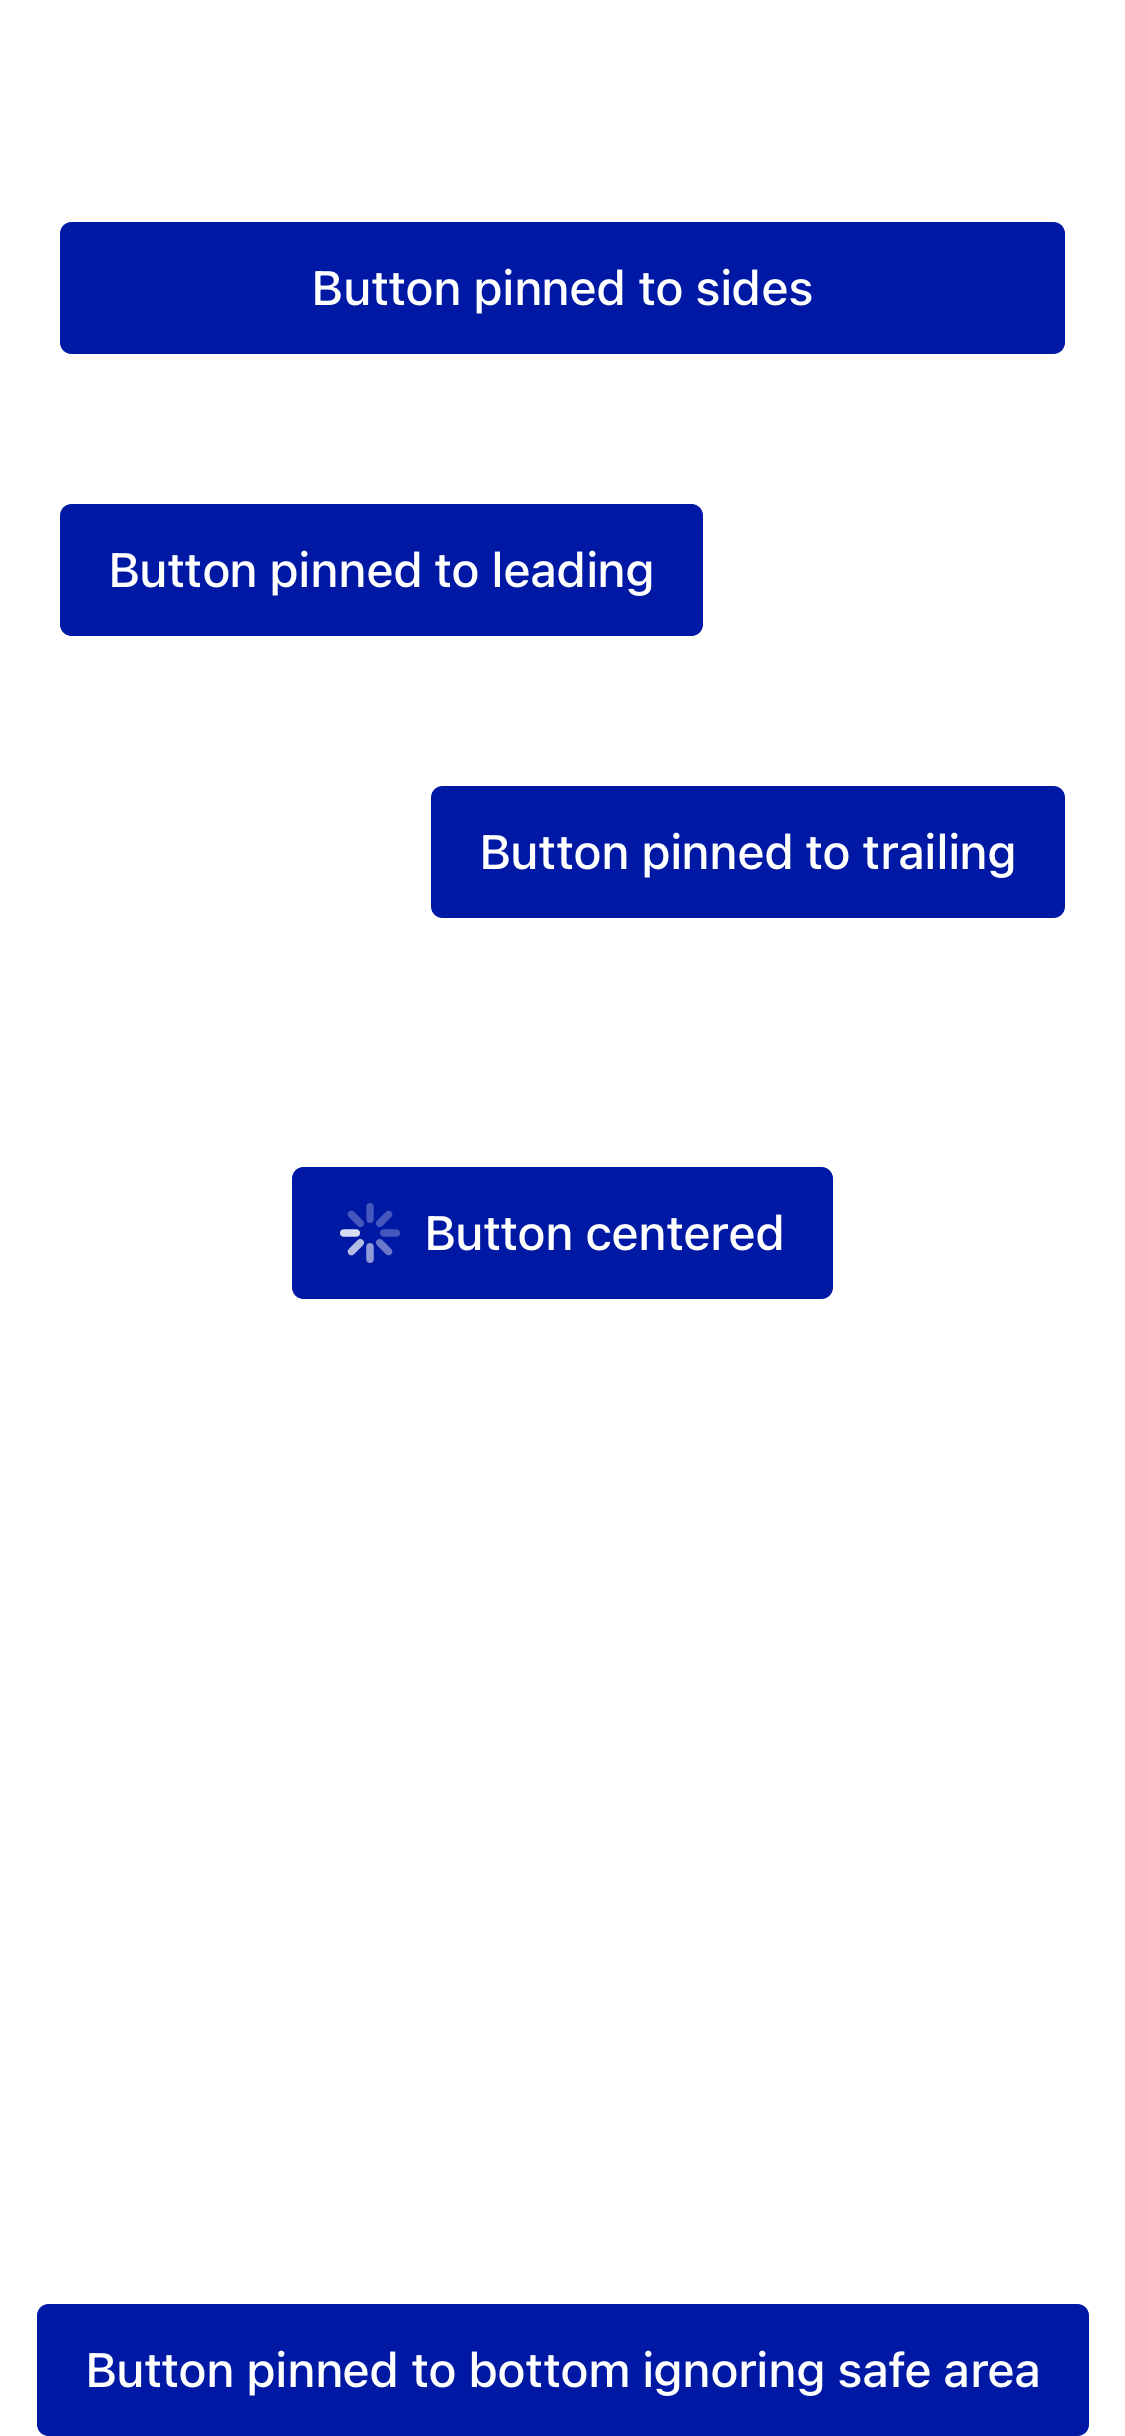 Button pinned to sides
Button pinned to leading
Button pinned to trailing
Button centered
Button pinned to bottom ignoring safe area